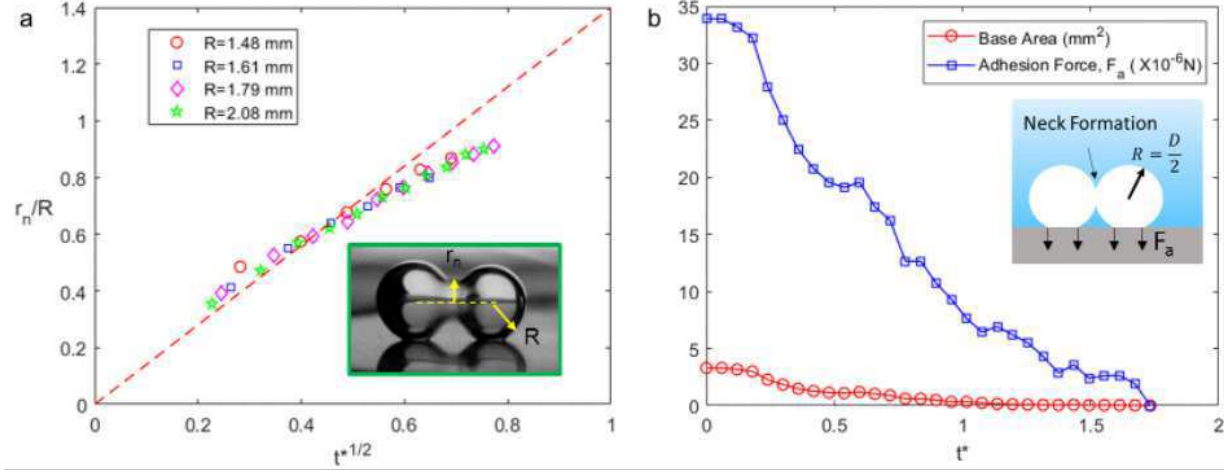 a
1.4
1.2
1
0.8
0.6
0.4
0.2
0
r_n/R
0
0.2
0.4
0.6
0.8
1
t*^1/2
R=1.48 mm
R=1.61 mm
R=1.79 mm
R=2.08 mm
r_n
R
b
35
30
25
20
15
10
5
0
0
0.5
1
1.5
2
t*
Base Area (mm²)
Adhesion Force, F_a ( X10⁻⁶N)
Neck Formation
R = D/2
F_a